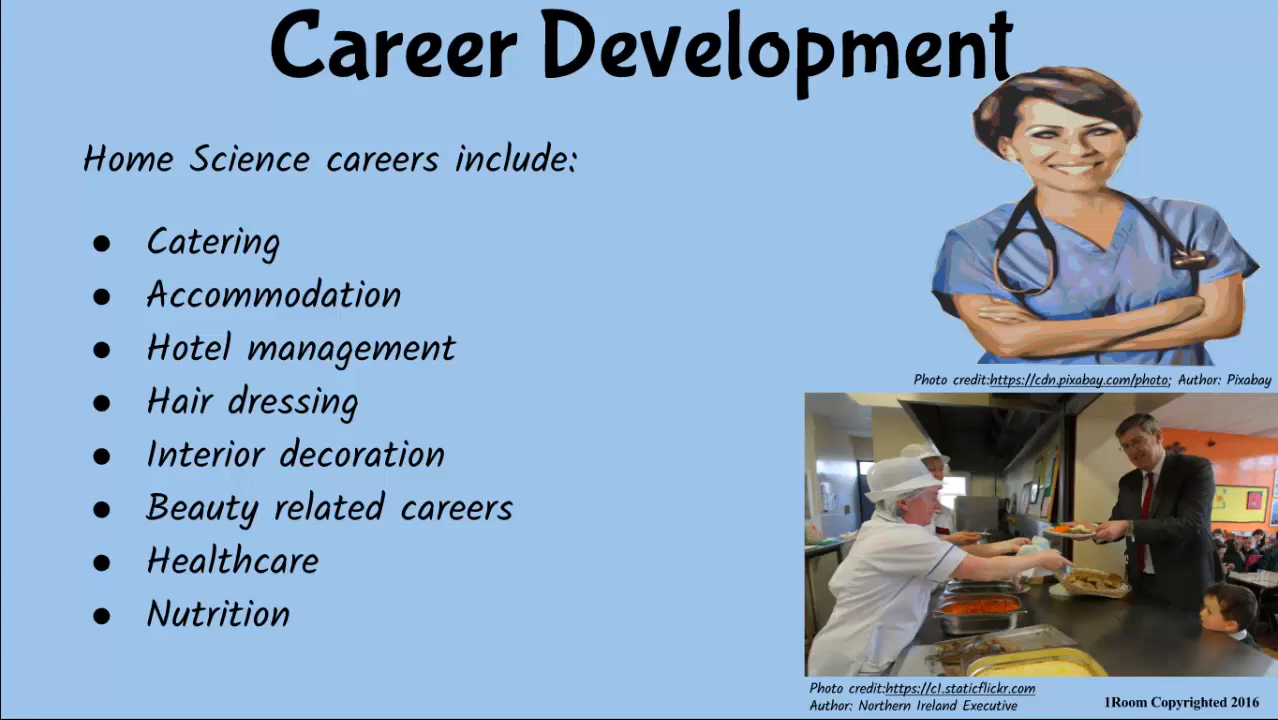 Career Development
Home Science careers include:
● Catering
● Accommodation
● Hotel management
● Hair dressing
● Interior decoration
● Beauty related careers
● Healthcare
● Nutrition
Photo credit:https://cdn.pixabay.com/photo; Author: Pixabay
Photo credit:https://c1.staticflickr.com
Author: Northern Ireland Executive
1Room Copyrighted 2016